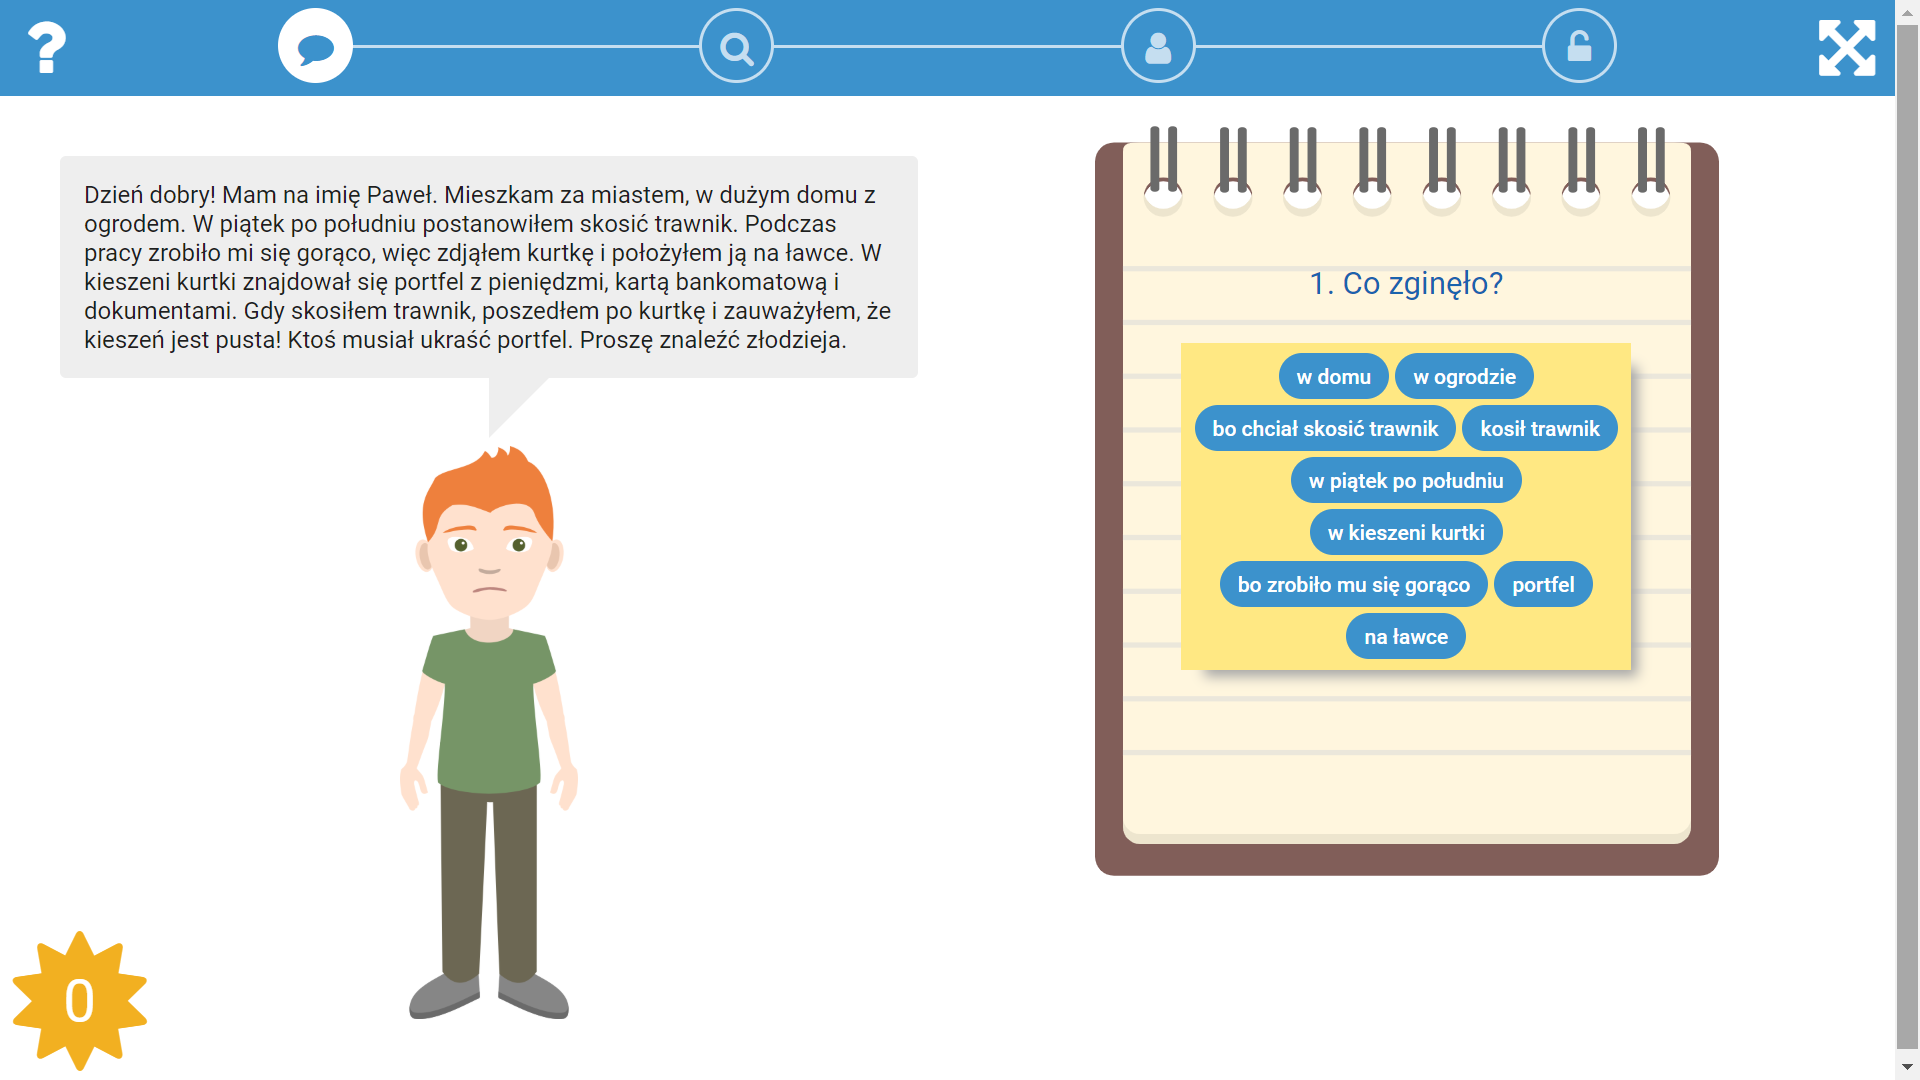 Dzień dobry! Mam na imię Paweł. Mieszkam za miastem, w dużym domu z
ogrodem. W piątek po południu postanowiłem skosić trawnik. Podczas
pracy zrobiło mi się gorąco, więc zdjąłem kurtkę i położyłem ją na ławce. W
kieszeni kurtki znajdował się portfel z pieniędzmi, kartą bankomatową i
dokumentami. Gdy skosiłem trawnik, poszedłem po kurtkę i zauważyłem, że
kieszeń jest pusta! Ktoś musiał ukraść portfel. Proszę znaleźć złodzieja.
1. Co zginęło?
w domu w ogrodzie
bo chciał skosić trawnik kosił trawnik
w piątek po południu
w kieszeni kurtki
bo zrobiło mu się gorąco portfel
na ławce
0